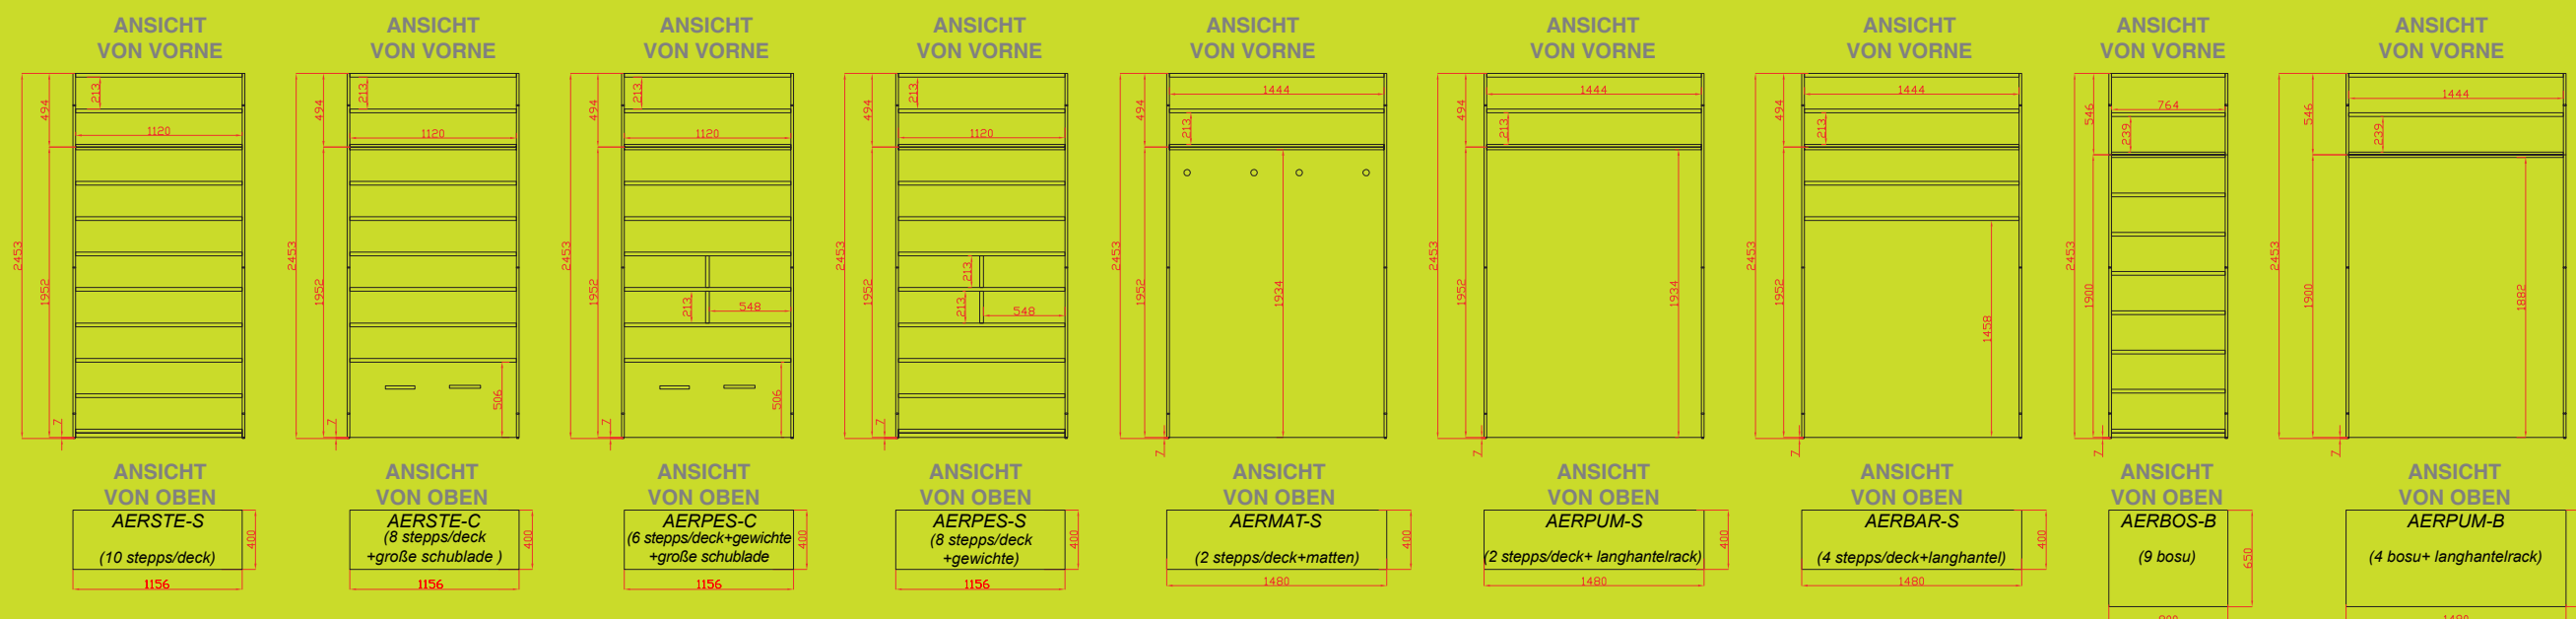 ANSICHT
VON VORNE
ANSICHT
VON VORNE
ANSICHT
VON VORNE
ANSICHT
VON VORNE
ANSICHT
VON VORNE
ANSICHT
VON VORNE
ANSICHT
VON VORNE
ANSICHT
VON VORNE
ANSICHT
VON VORNE
2453
494
1952
213
1120
7
2453
494
1952
213
1120
506
7
2453
494
1952
213
1120
213
548
506
7
2453
494
1952
213
1120
213
213
548
7
2453
494
1952
1444
213
1934
7
2453
494
1952
1444
213
1934
7
2453
494
1952
1444
213
1458
7
2453
546
1900
764
239
7
2453
546
1900
1444
239
1882
7
ANSICHT
VON OBEN
AERSTE-S
(10 stepps/deck)
400
1156
ANSICHT
VON OBEN
AERSTE-C
(8 stepps/deck
+große schublade )
400
1156
ANSICHT
VON OBEN
AERPES-C
(6 stepps/deck+gewichte
+große schublade
400
1156
ANSICHT
VON OBEN
AERPES-S
(8 stepps/deck
+gewichte)
400
1156
ANSICHT
VON OBEN
AERMAT-S
(2 stepps/deck+matten)
400
1480
ANSICHT
VON OBEN
AERPUM-S
(2 stepps/deck+ langhantelrack)
400
1480
ANSICHT
VON OBEN
AERBAR-S
(4 stepps/deck+langhantel)
400
1480
ANSICHT
VON OBEN
AERBOS-B
(9 bosu)
650
ANSICHT
VON OBEN
AERPUM-B
(4 bosu+ langhantelrack)